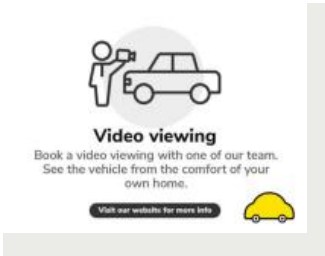 Video viewing
Book a video viewing with one of our team.
See the vehicle from the comfort of your
own home.
Visit our website for more info